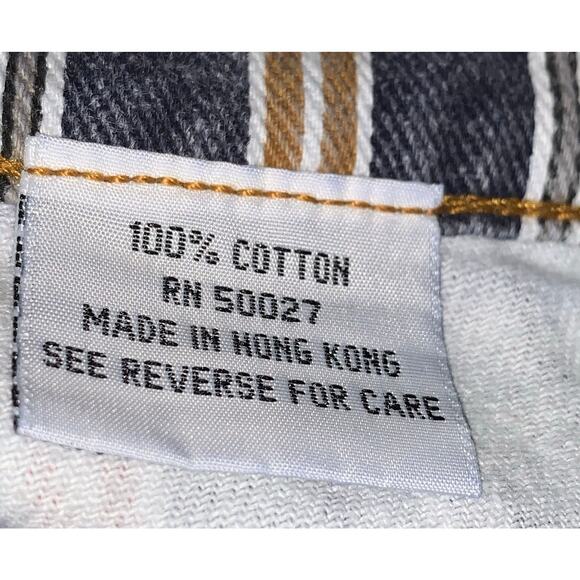 100% COTTON
RN 50027
MADE IN HONG KONG
SEE REVERSE FOR CARE